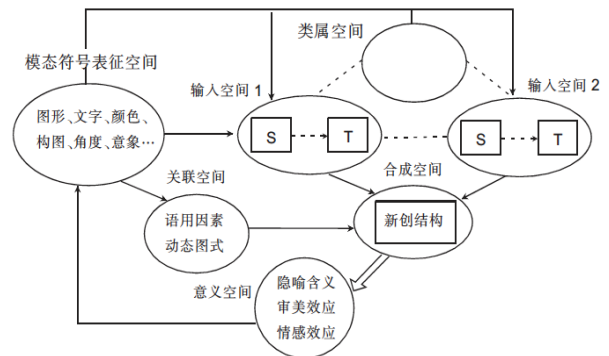 类属空间
模态符号表征空间
输入空间 1
输入空间 2
图形、文字、颜色、
构图、角度、意象…
S
T
S
T
关联空间
合成空间
语用因素
动态图式
新创结构
意义空间
隐喻含义
审美效应
情感效应